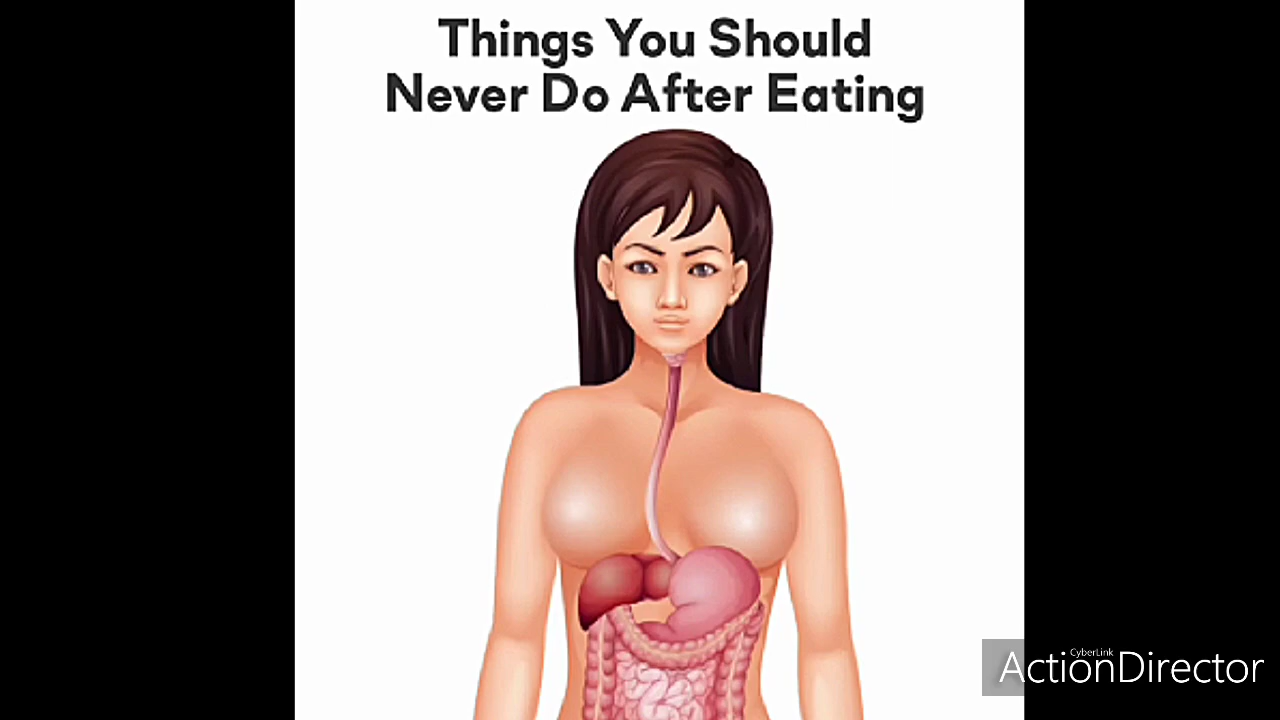 Things You Should
Never Do After Eating
CyberLink
ActionDirector